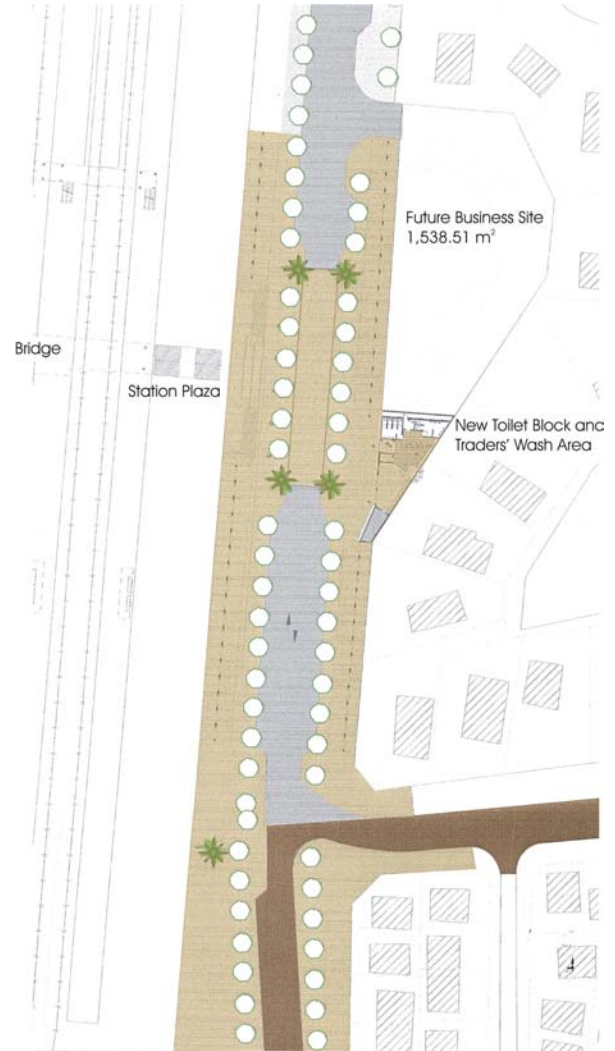 Future Business Site
1,538.51 m²
Bridge
Station Plaza
New Toilet Block and
Traders' Wash Area